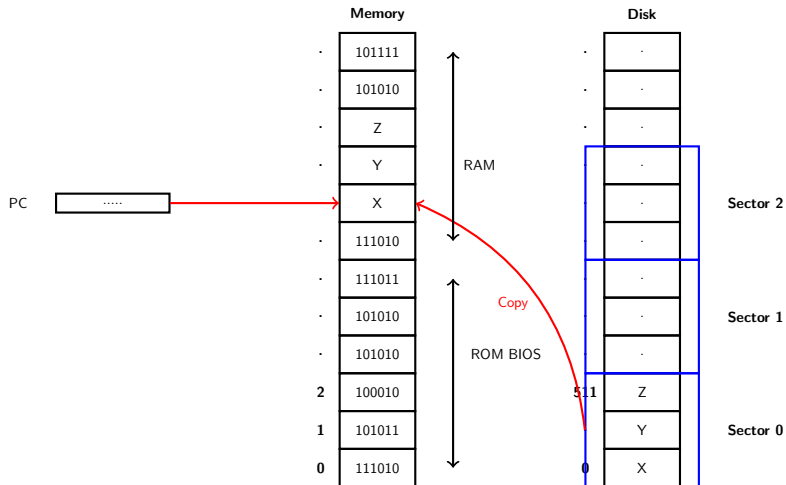 Memory Disk
. 101111 . .
. 101010 . .
. Z . .
. Y RAM . .
PC ..... X . Sector 2
. 111010 . .
. 111011 . .
. 101010 Copy . . Sector 1
. 101010 ROM BIOS . .
2 100010 511 Z
1 101011 Y Sector 0
0 111010 0 X